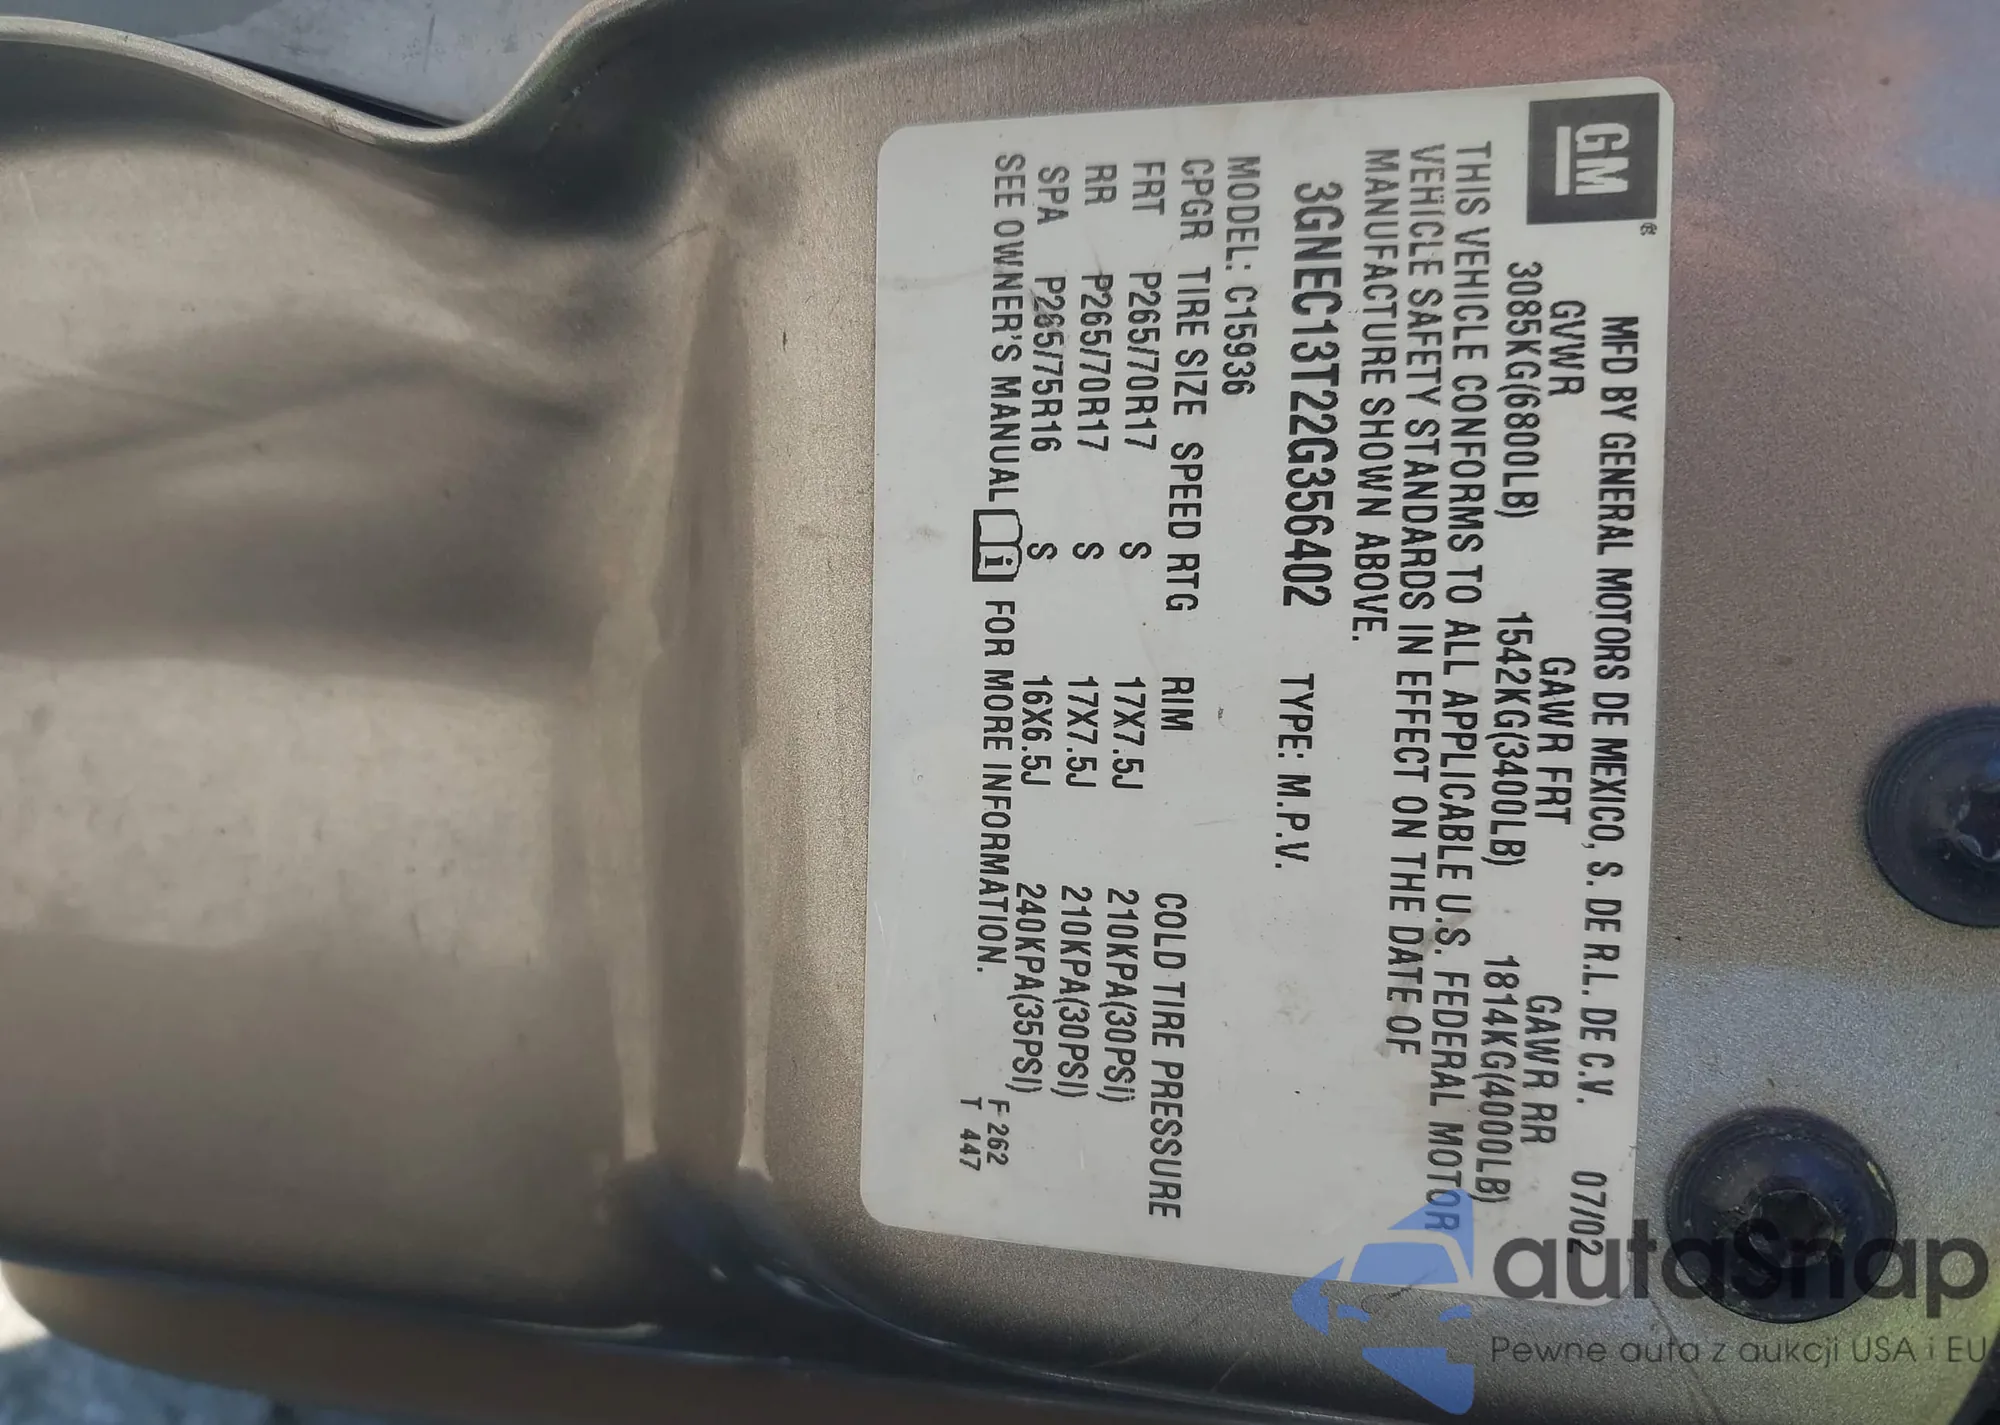 GM®
MFD BY GENERAL MOTORS DE MEXICO, S. DE R.L. DE C.V. 07/02
GVWR GAWR FRT GAWR RR
3085KG(6800LB) 1542KG(3400LB) 1814KG(4000LB)
THIS VEHICLE CONFORMS TO ALL APPLICABLE U.S. FEDERAL MOTOR
VEHICLE SAFETY STANDARDS IN EFFECT ON THE DATE OF
MANUFACTURE SHOWN ABOVE.
3GNEC13T22G356402 TYPE: M.P.V.
MODEL: C15936
GPGR TIRE SIZE SPEED RTG RIM COLD TIRE PRESSURE
FRT P265/70R17 S 17X7.5J 210KPA(30PSI)
RR P265/70R17 S 17X7.5J 210KPA(30PSI)
SPA P265/75R16 S 16X6.5J 240KPA(35PSI)
SEE OWNER'S MANUAL i FOR MORE INFORMATION.
F 262
T 447
autasnap
Pewne auta z aukcji USA i EU